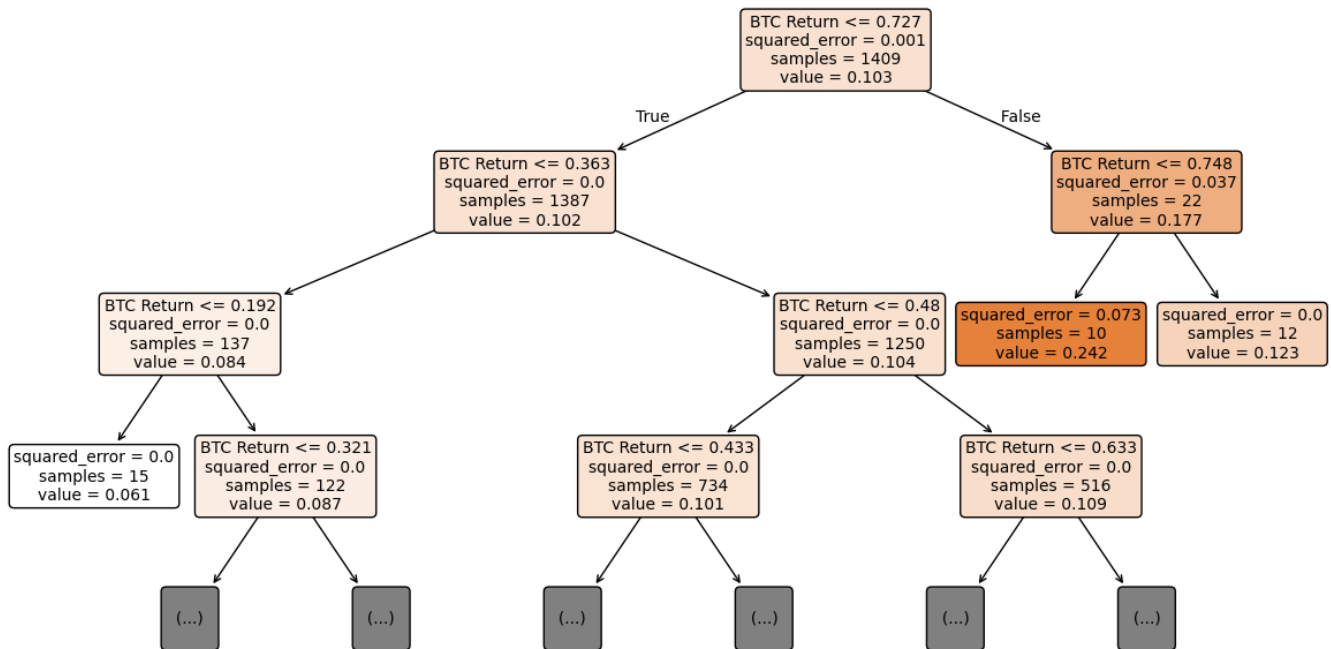 BTC Return <= 0.727
squared_error = 0.001
samples = 1409
value = 0.103
True
False
BTC Return <= 0.363
squared_error = 0.0
samples = 1387
value = 0.102
BTC Return <= 0.748
squared_error = 0.037
samples = 22
value = 0.177
BTC Return <= 0.192
squared_error = 0.0
samples = 137
value = 0.084
BTC Return <= 0.48
squared_error = 0.0
samples = 1250
value = 0.104
squared_error = 0.073
samples = 10
value = 0.242
squared_error = 0.0
samples = 12
value = 0.123
squared_error = 0.0
samples = 15
value = 0.061
BTC Return <= 0.321
squared_error = 0.0
samples = 122
value = 0.087
BTC Return <= 0.433
squared_error = 0.0
samples = 734
value = 0.101
BTC Return <= 0.633
squared_error = 0.0
samples = 516
value = 0.109
(...)
(...)
(...)
(...)
(...)
(...)